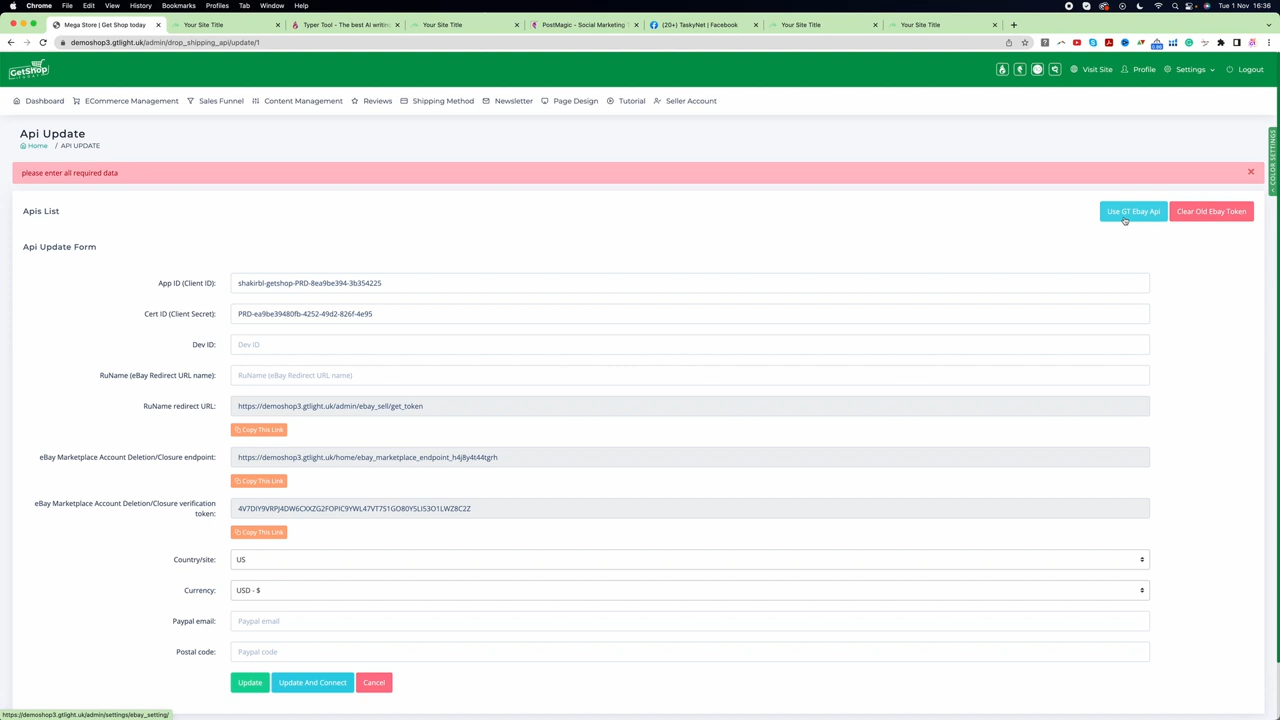 Chrome File Edit View History Bookmarks Profiles Tab Window Help
Tue 1 Nov 16:36
Mega Store | Get Shop today
Your Site Title
Typer Tool - The best AI writin
Your Site Title
PostMagic - Social Marketing
(20+) TaskyNet | Facebook
Your Site Title
Your Site Title
demoshop3.gtlight.uk/admin/drop_shipping_api/update/1
GetShop
Visit Site
Profile
Settings
Logout
Dashboard
ECommerce Management
Sales Funnel
Content Management
Reviews
Shipping Method
Newsletter
Page Design
Tutorial
Seller Account
COLOR SETTINGS
Api Update
Home / API UPDATE
please enter all required data
Apis List
Use GT Ebay Api
Clear Old Ebay Token
Api Update Form
App ID (Client ID): shakirbl-getshop-PRD-8ea9be394-3b354225
Cert ID (Client Secret): PRD-ea9be39480fb-4252-49d2-826f-4e95
Dev ID: Dev ID
RuName (eBay Redirect URL name): RuName (eBay Redirect URL name)
RuName redirect URL: https://demoshop3.gtlight.uk/admin/ebay_sell/get_token
Copy This Link
eBay Marketplace Account Deletion/Closure endpoint: https://demoshop3.gtlight.uk/home/ebay_marketplace_endpoint_h4j8y4t44tgrh
Copy This Link
eBay Marketplace Account Deletion/Closure verification
token: 4V7DIY9VRPJ4DW6CXXZG2FOPIC9YWL47VT7S1GO80Y5LI53O1LWZ8C2Z
Copy This Link
Country/site: US
Currency: USD - $
Paypal email: Paypal email
Postal code: Postal code
Update
Update And Connect
Cancel
https://demoshop3.gtlight.uk/admin/settings/ebay_setting/